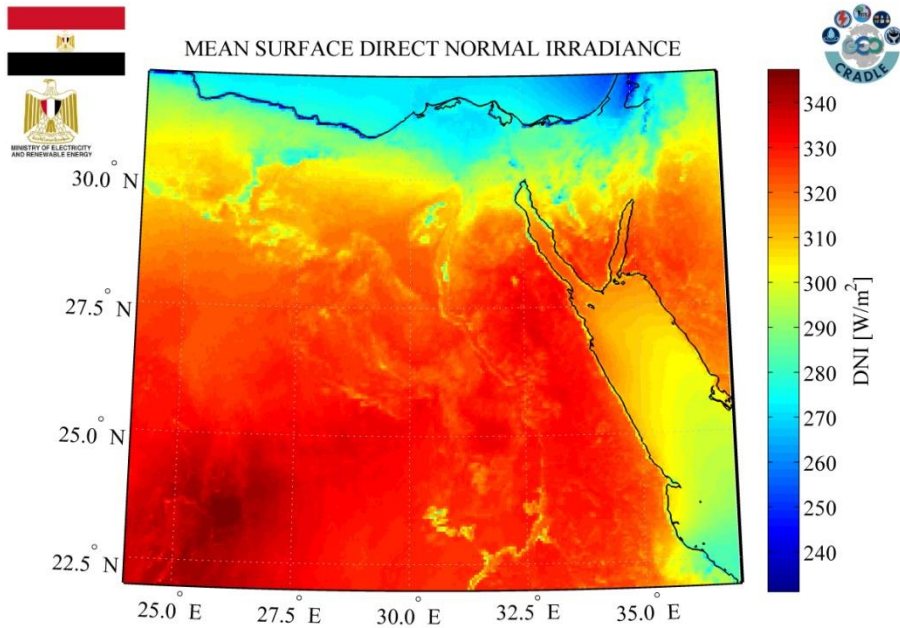 MEAN SURFACE DIRECT NORMAL IRRADIANCE
MINISTRY OF ELECTRICITY
AND RENEWABLE ENERGY
GEO
CRADLE
30.0° N
27.5° N
25.0° N
22.5° N
25.0° E
27.5° E
30.0° E
32.5° E
35.0° E
340
330
320
310
300
290
280
270
260
250
240
DNI [W/m²]